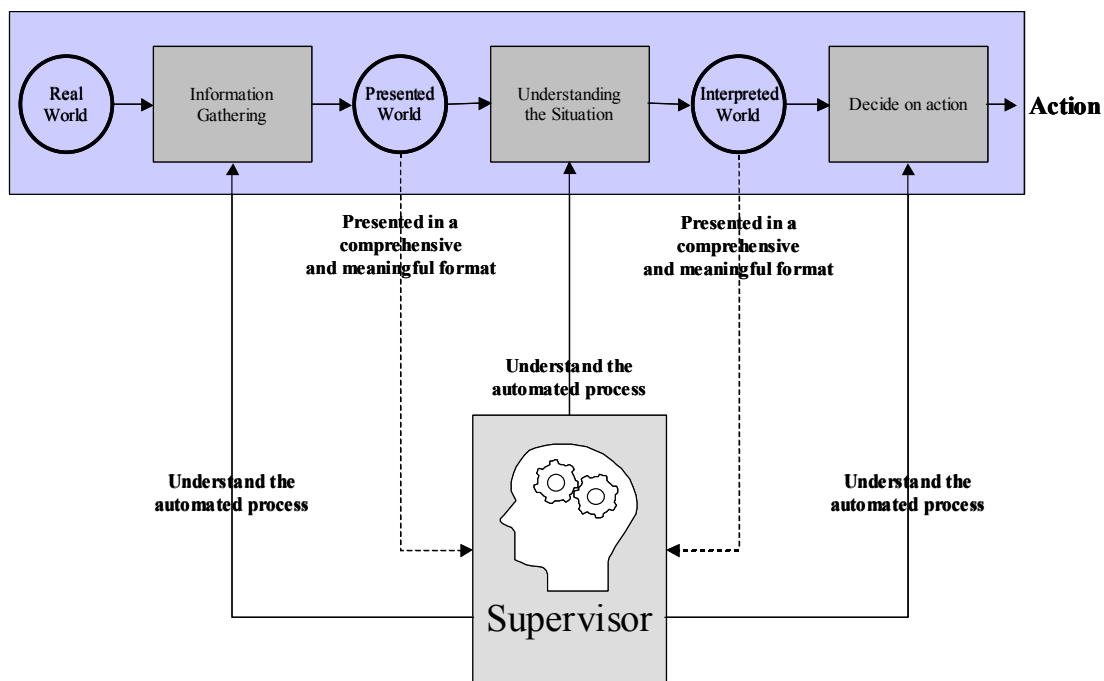 Real
World
Information
Gathering
Presented
World
Understanding
the Situation
Interpreted
World
Decide on action
Action
Presented in a
comprehensive
and meaningful format
Presented in a
comprehensive
and meaningful format
Understand the
automated process
Understand the
automated process
Understand the
automated process
Supervisor